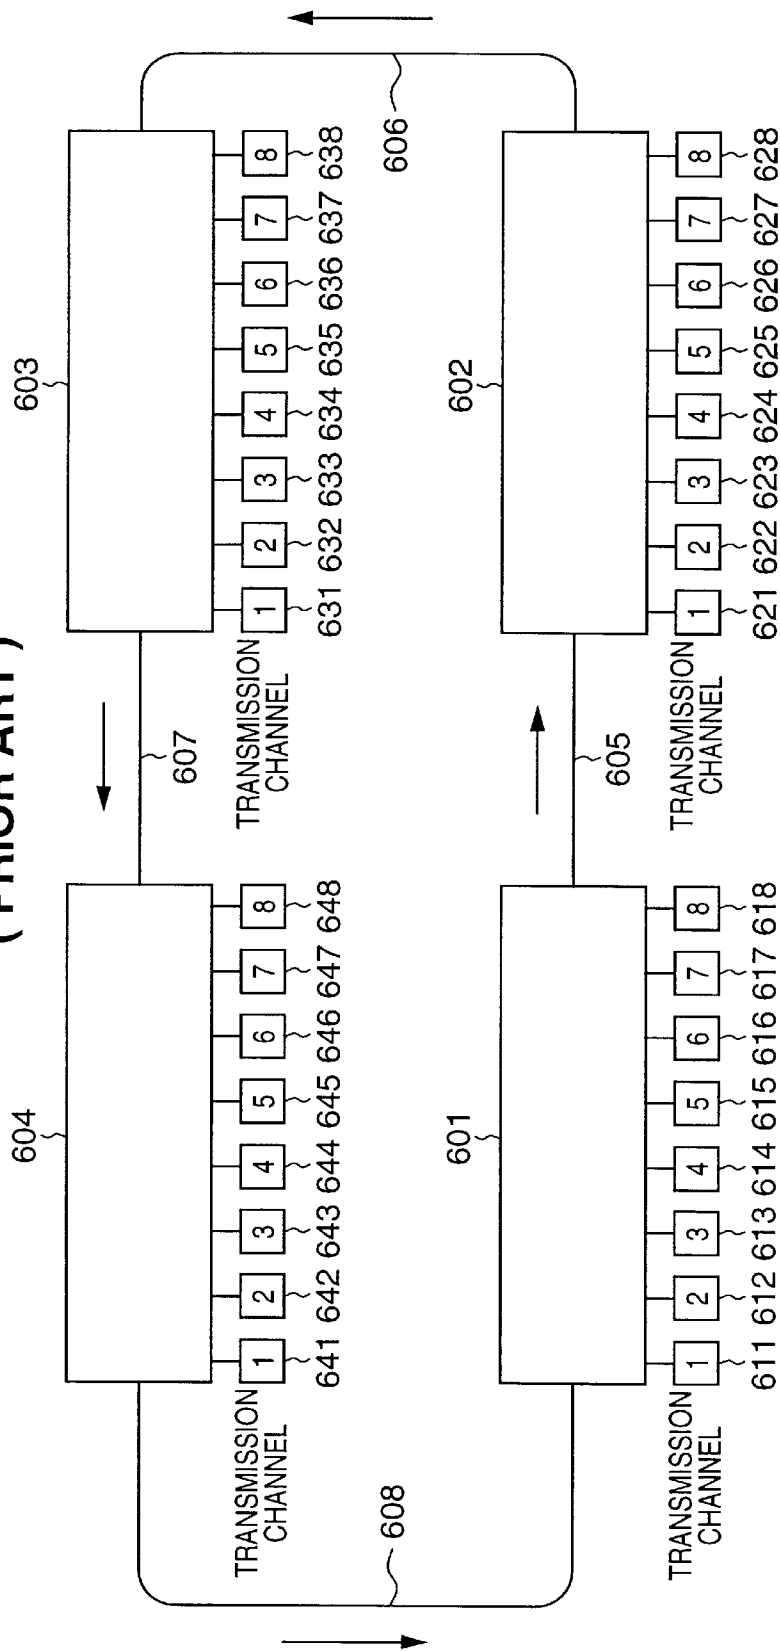 ( PRIOR ART )
604
603
607
TRANSMISSION
CHANNEL
1 2 3 4 5 6 7 8
641 642 643 644 645 646 647 648
TRANSMISSION
CHANNEL
1 2 3 4 5 6 7 8
631 632 633 634 635 636 637 638
608
606
601
602
605
TRANSMISSION
CHANNEL
1 2 3 4 5 6 7 8
611 612 613 614 615 616 617 618
TRANSMISSION
CHANNEL
1 2 3 4 5 6 7 8
621 622 623 624 625 626 627 628